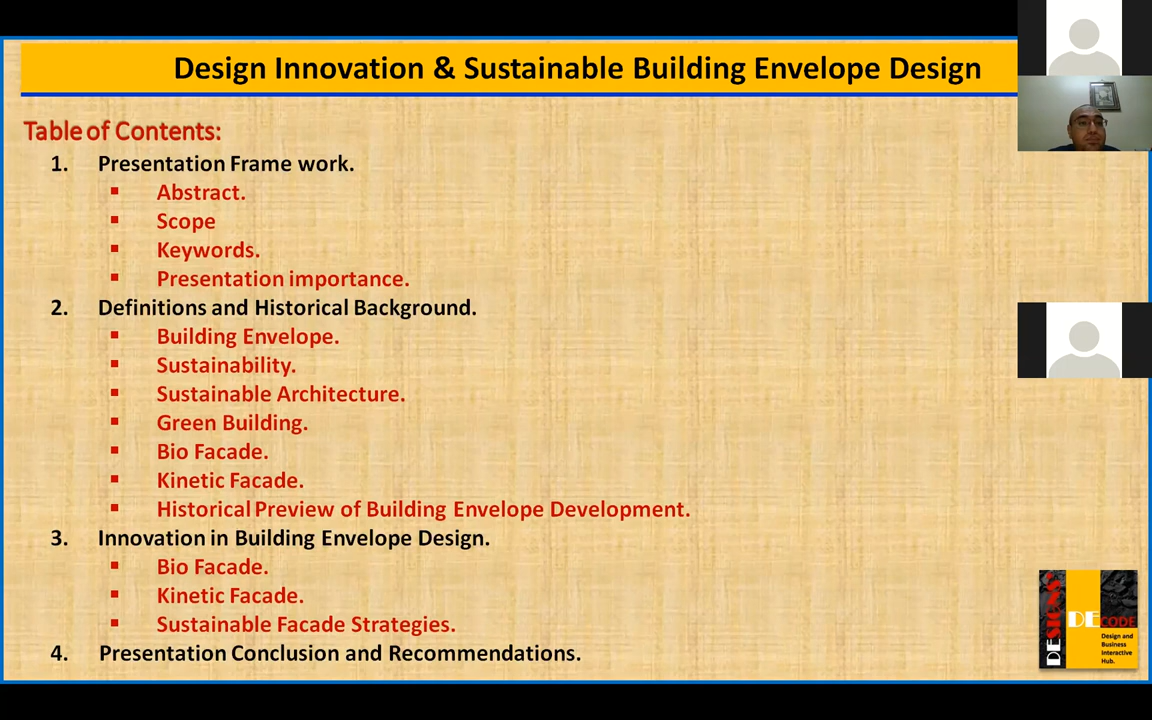 Design Innovation & Sustainable Building Envelope Design
Table of Contents:
1. Presentation Frame work.
▪ Abstract.
▪ Scope
▪ Keywords.
▪ Presentation importance.
2. Definitions and Historical Background.
▪ Building Envelope.
▪ Sustainability.
▪ Sustainable Architecture.
▪ Green Building.
▪ Bio Facade.
▪ Kinetic Facade.
▪ Historical Preview of Building Envelope Development.
3. Innovation in Building Envelope Design.
▪ Bio Facade.
▪ Kinetic Facade.
▪ Sustainable Facade Strategies.
4. Presentation Conclusion and Recommendations.
DESIGNS
DECODE
Design and
Business
Interactive
Hub.